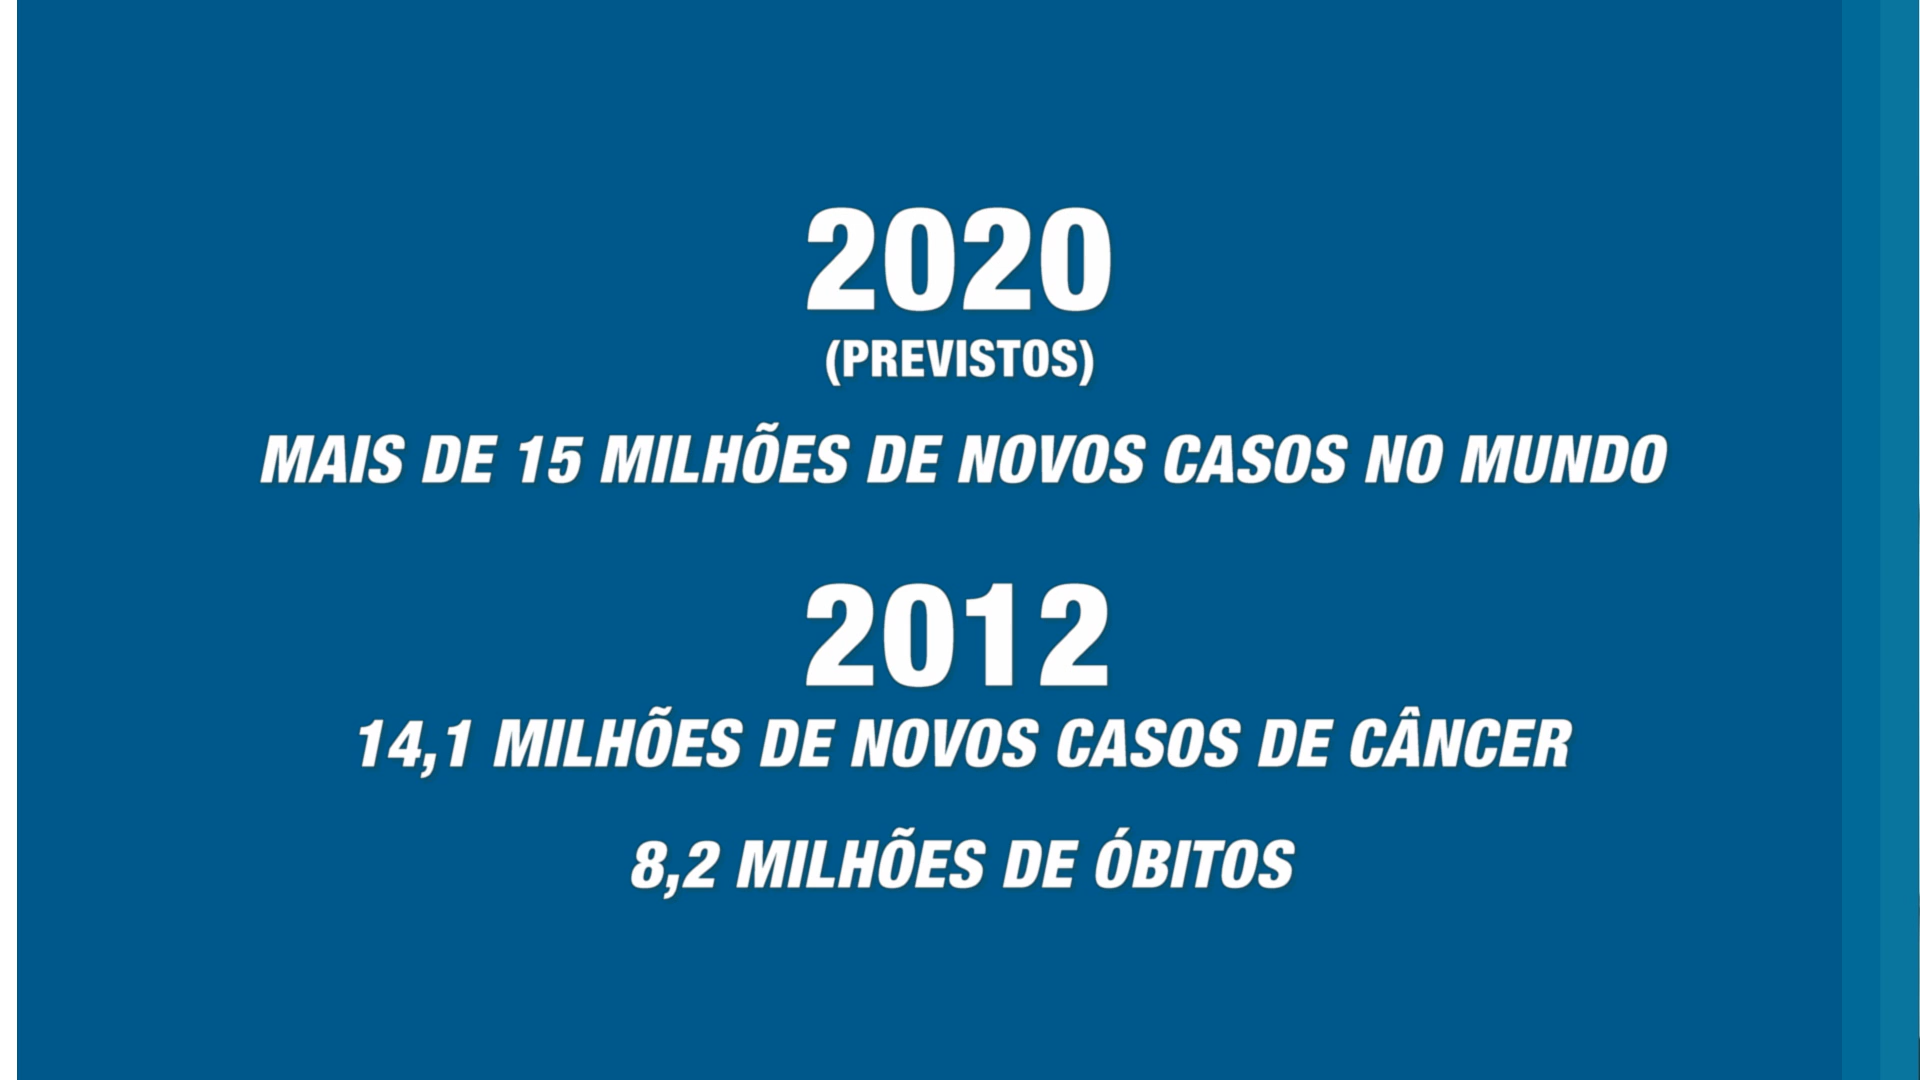 2020
(PREVISTOS)
MAIS DE 15 MILHÕES DE NOVOS CASOS NO MUNDO
2012
14,1 MILHÕES DE NOVOS CASOS DE CÂNCER
8,2 MILHÕES DE ÓBITOS